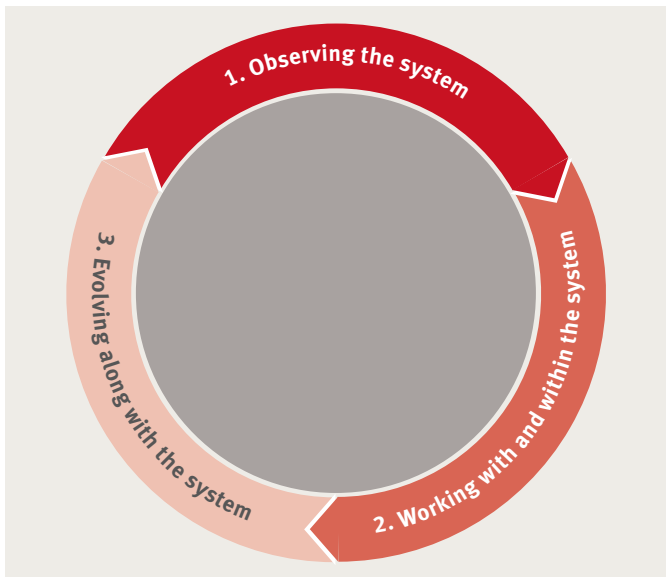 1. Observing the system
2. Working with and within the system
3. Evolving along with the system